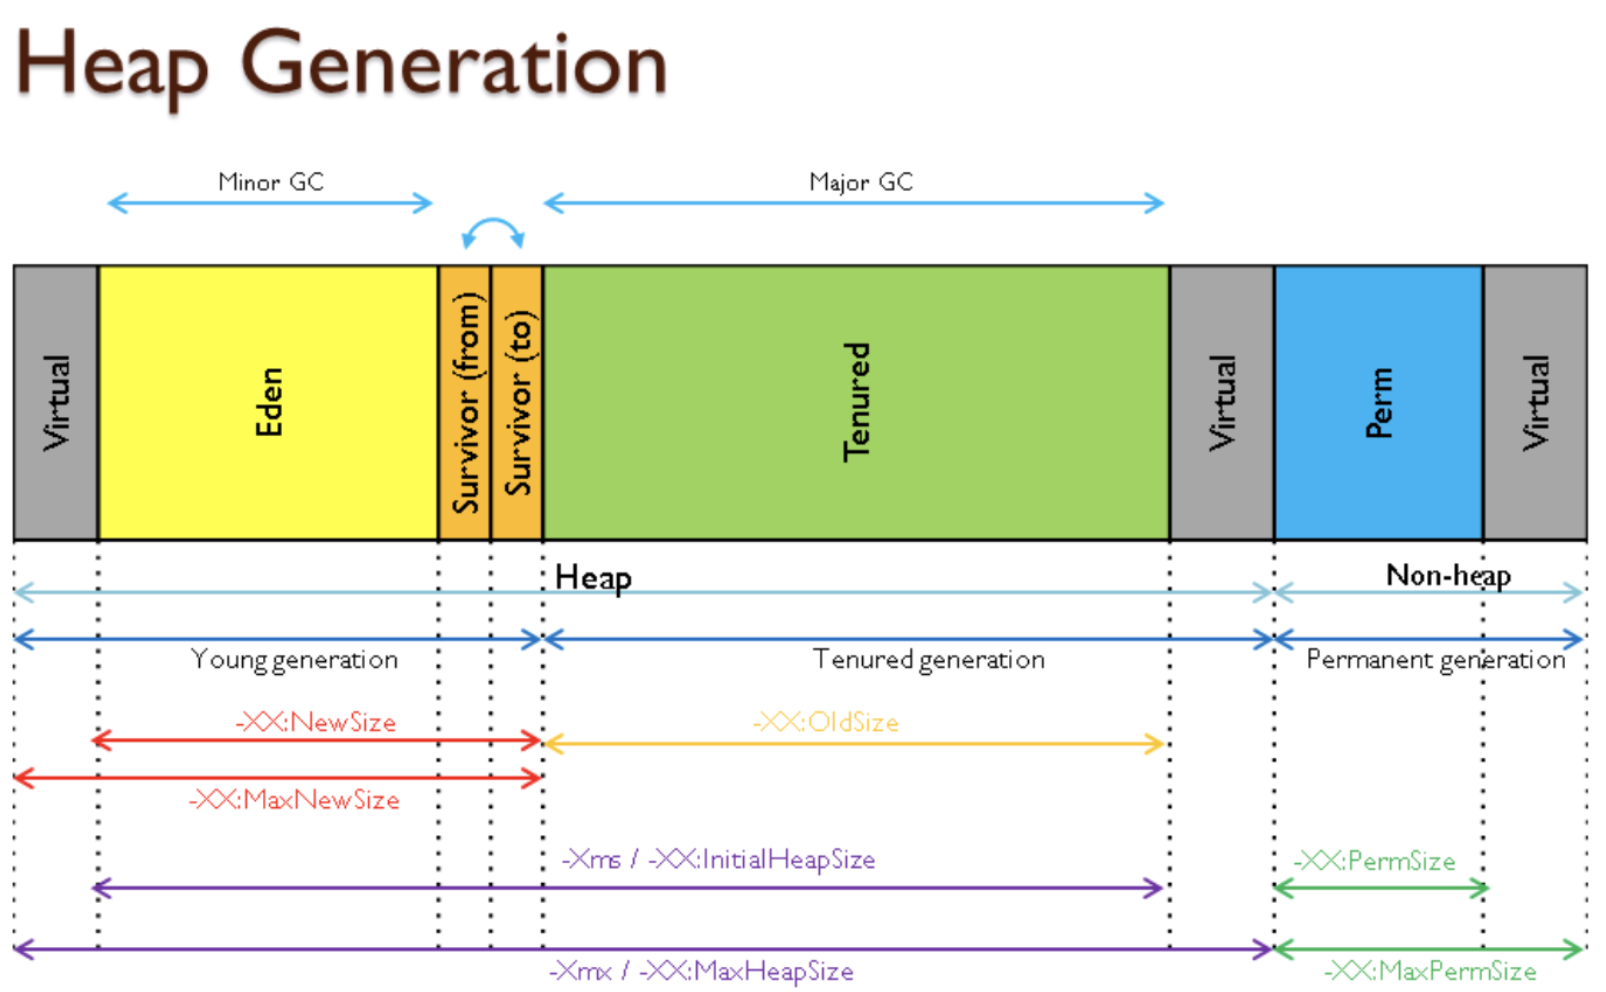 Heap Generation
Minor GC
Major GC
Virtual
Eden
Survivor (from)
Survivor (to)
Tenured
Virtual
Perm
Virtual
Heap
Non-heap
Young generation
Tenured generation
Permanent generation
-XX:NewSize
-XX:OldSize
-XX:MaxNewSize
-Xms / -XX:InitialHeapSize
-XX:PermSize
-Xmx / -XX:MaxHeapSize
-XX:MaxPermSize